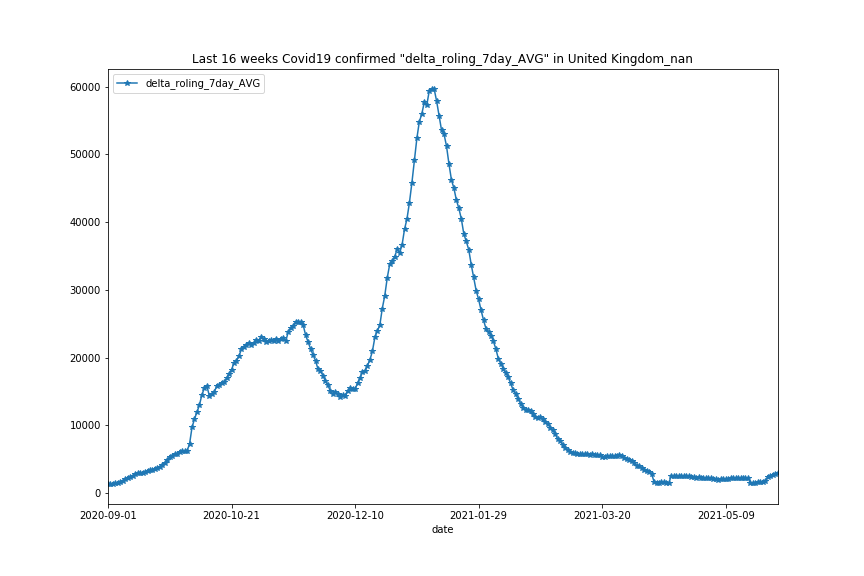 Last 16 weeks Covid19 confirmed "delta_roling_7day_AVG" in United Kingdom_nan
delta_roling_7day_AVG
60000
50000
40000
30000
20000
10000
0
2020-09-01 2020-10-21 2020-12-10 2021-01-29 2021-03-20 2021-05-09
date